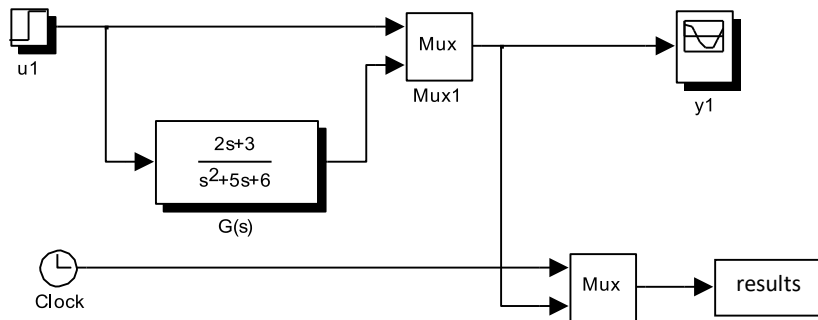 u1
Mux
Mux1
y1
2s+3
s²+5s+6
G(s)
Clock
Mux
results